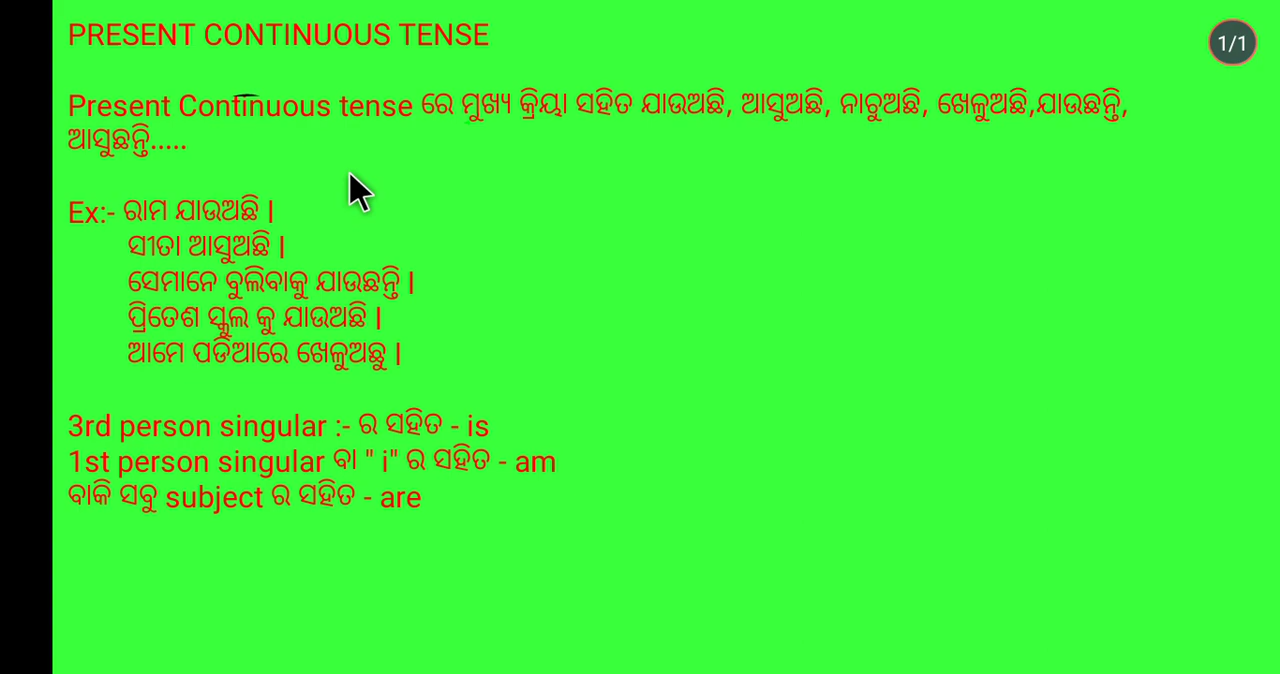 PRESENT CONTINUOUS TENSE
1/1
Present Continuous tense ରେ ମୁଖ୍ୟ କ୍ରିୟା ସହିତ ଯାଉଅଛି, ଆସୁଅଛି, ନାଚୁଅଛି, ଖେଳୁଅଛି,ଯାଉଛନ୍ତି,
ଆସୁଛନ୍ତି.....
Ex:- ରାମ ଯାଉଅଛି |
ସୀତା ଆସୁଅଛି |
ସେମାନେ ବୁଲିବାକୁ ଯାଉଛନ୍ତି |
ପ୍ରିତେଶ ସ୍କୁଲ କୁ ଯାଉଅଛି |
ଆମେ ପଡିଆରେ ଖେଳୁଅଛୁ |
3rd person singular :- ର ସହିତ - is
1st person singular ବା " i" ର ସହିତ - am
ବାକି ସବୁ subject ର ସହିତ - are